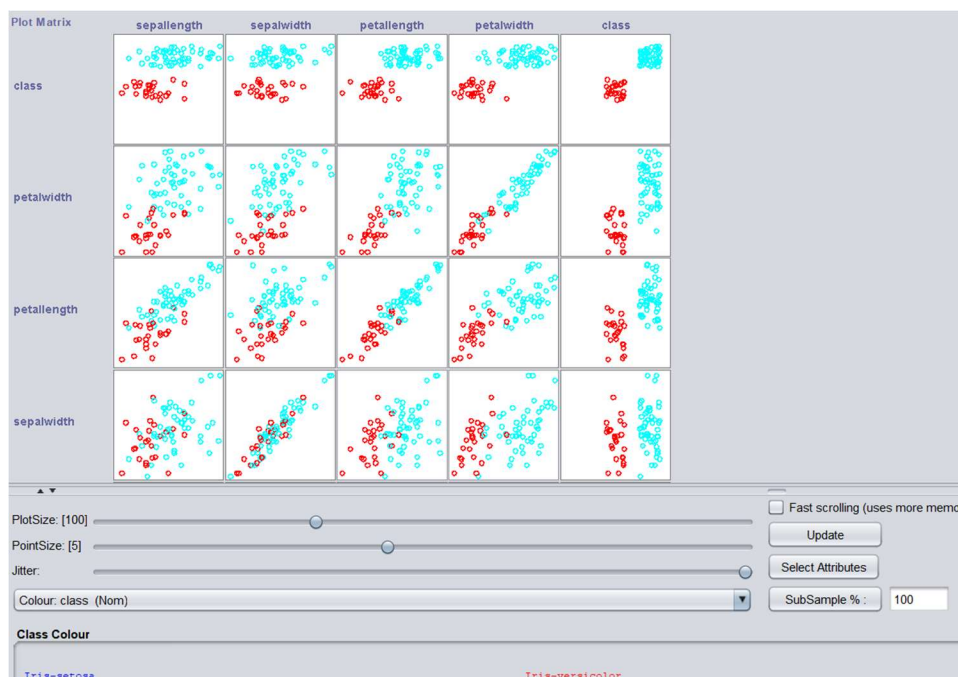 Plot Matrix
sepallength sepalwidth petallength petalwidth class
class
petalwidth
petallength
sepalwidth
PlotSize: [100]
PointSize: [5]
Jitter:
Colour: class (Nom)
Fast scrolling (uses more memo
Update
Select Attributes
SubSample % :
100
Class Colour
Iris-setosa Iris-versicolor